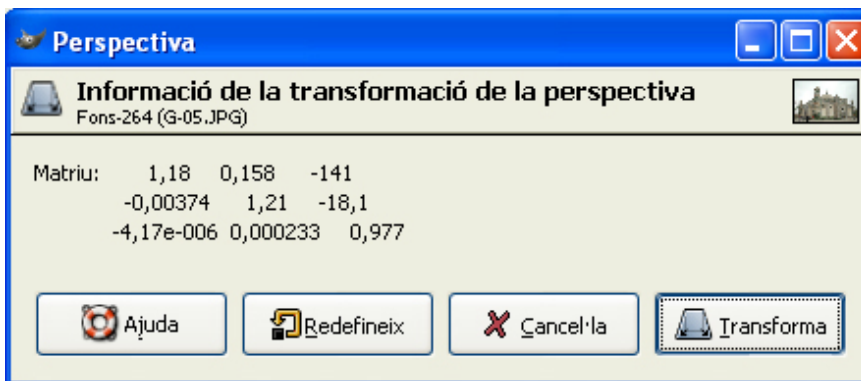 Perspectiva
Informació de la transformació de la perspectiva
Fons-264 (G-05.JPG)
Matriu: 1,18 0,158 -141
-0,00374 1,21 -18,1
-4,17e-006 0,000233 0,977
Ajuda Redefineix Cancel·la Transforma